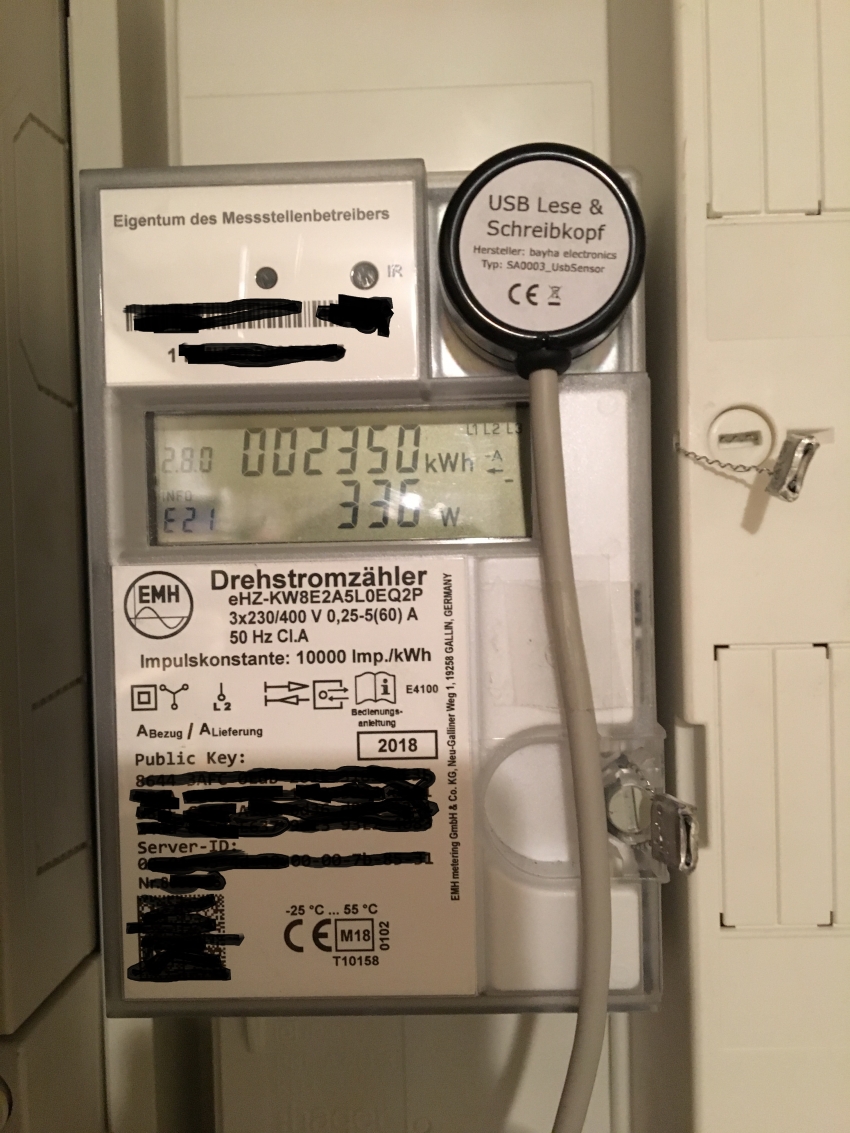 Eigentum des Messstellenbetreibers
IR
1
USB Lese &
Schreibkopf
Hersteller: bayha electronics
Typ: SA0003_UsbSensor
CE
L1 L2 L3
2.8.0 002350 kWh -A
INFO
E21 336 W
EMH
Drehstromzähler
eHZ-KW8E2A5L0EQ2P
3x230/400 V 0,25-5(60) A
50 Hz Cl.A
Impulskonstante: 10000 Imp./kWh
L 2
i
E4100
Bedienungs-
anleitung
ABezug / ALieferung
2018
Public Key:
Server-ID:
Nr.
-25 °C ... 55 °C
CE M18 0102
T10158
EMH metering GmbH & Co. KG, Neu-Galliner Weg 1, 19258 GALLIN, GERMANY